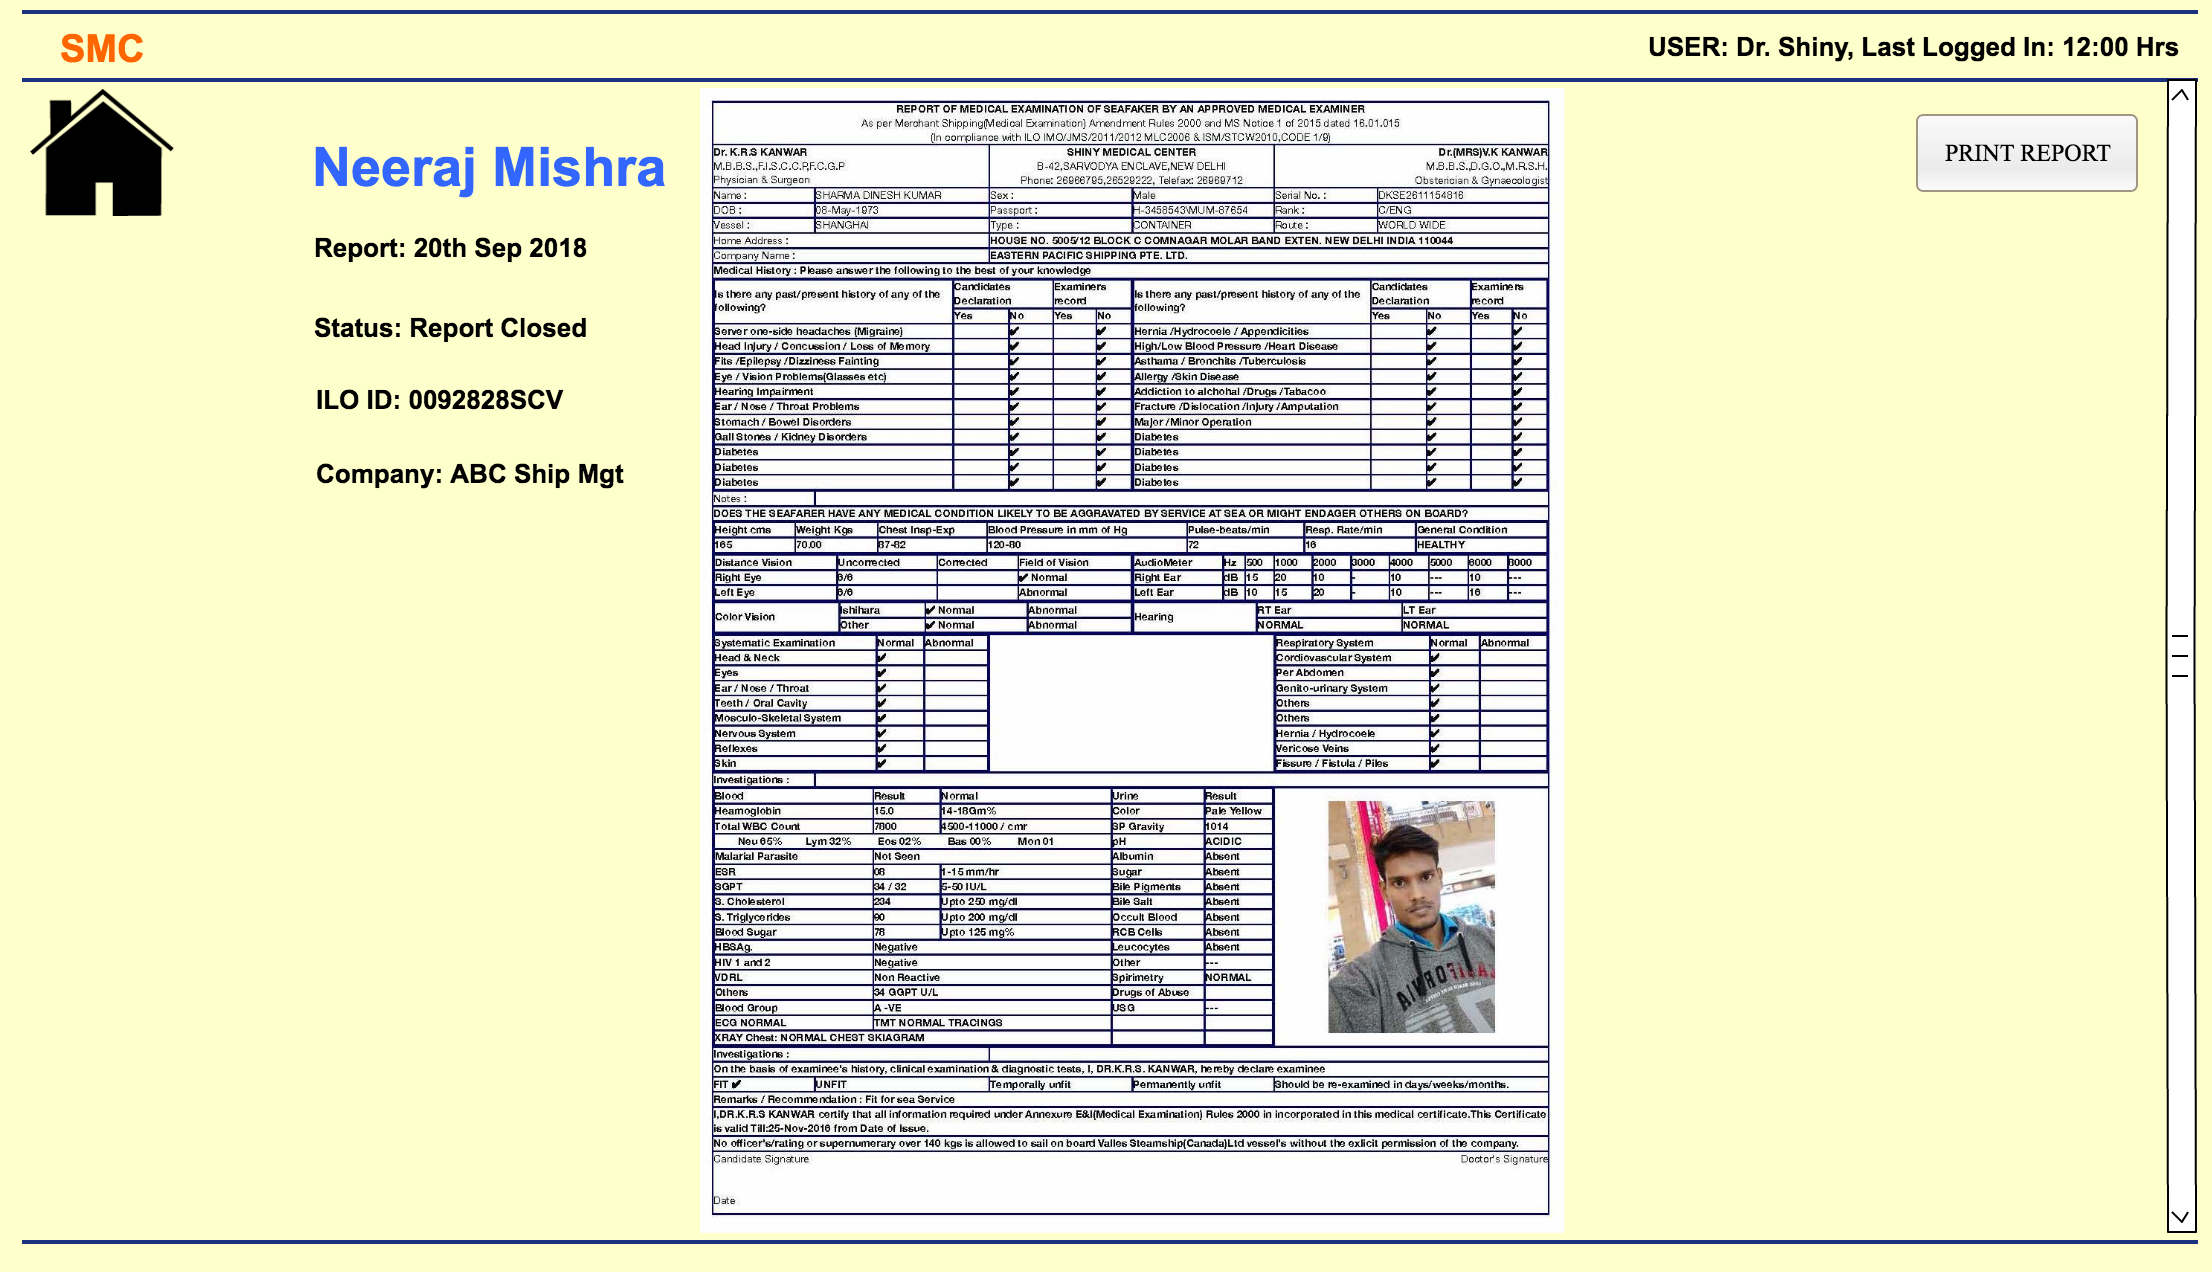 SMC
USER: Dr. Shiny, Last Logged In: 12:00 Hrs
Neeraj Mishra
Report: 20th Sep 2018
Status: Report Closed
ILO ID: 0092828SCV
Company: ABC Ship Mgt
PRINT REPORT
REPORT OF MEDICAL EXAMINATION OF SEAFAKER BY AN APPROVED MEDICAL EXAMINER
As per Merchant Shipping(Medical Examination) Amendment Rules 2000 and MS Notice 1 of 2015 dated 16.01.015
(In compliance with ILO IMO/JMS/2011/2012 MLC2006 & ISM/STCW2010,CODE 1/9)
Dr. K.R.S KANWAR SHINY MEDICAL CENTER Dr.(MRS)V.K KANWAR
M.B.B.S.,F.I.S.C.C.P.F.C.G.P B-42,SARVODYA ENCLAVE,NEW DELHI M.B.B.S.,D.G.O.,M.R.S.H.
Physician & Surgeon Phone: 26966795,26529222, Telefax: 26969712 Obsterician & Gynaecologist
Name : SHARMA DINESH KUMAR Sex : Male Serial No. : DKSE2611154816
DOB : 08-May-1973 Passport : H-3458543\MUM-87654 Rank : C/ENG
Vessel : SHANGHAI Type : CONTAINER Route : WORLD WIDE
Home Address : HOUSE NO. 5005/12 BLOCK C COMNAGAR MOLAR BAND EXTEN. NEW DELHI INDIA 110044
Company Name : EASTERN PACIFIC SHIPPING PTE. LTD.
Medical History : Please answer the following to the best of your knowledge
Is there any past/present history of any of the following? Candidates Declaration Examiners record Is there any past/present history of any of the following? Candidates Declaration Examiners record
Yes No Yes No Yes No Yes No
Server one-side headaches (Migraine) ✔ ✔ Hernia /Hydrocoele / Appendicities ✔ ✔
Head Injury / Concussion / Loss of Memory ✔ ✔ High/Low Blood Pressure /Heart Disease ✔ ✔
Fits /Epilepsy /Dizziness Fainting ✔ ✔ Asthama / Bronchits /Tuberculosis ✔ ✔
Eye / Vision Problems(Glasses etc) ✔ ✔ Allergy /Skin Disease ✔ ✔
Hearing Impairment ✔ ✔ Addiction to alchohal /Drugs /Tabacoo ✔ ✔
Ear / Nose / Throat Problems ✔ ✔ Fracture /Dislocation /Injury /Amputation ✔ ✔
Stomach / Bowel Disorders ✔ ✔ Major /Minor Operation ✔ ✔
Gall Stones / Kidney Disorders ✔ ✔ Diabetes ✔ ✔
Diabetes ✔ ✔ Diabetes ✔ ✔
Diabetes ✔ ✔ Diabetes ✔ ✔
Diabetes ✔ ✔ Diabetes ✔ ✔
Notes :
DOES THE SEAFARER HAVE ANY MEDICAL CONDITION LIKELY TO BE AGGRAVATED BY SERVICE AT SEA OR MIGHT ENDAGER OTHERS ON BOARD?
Height cms Weight Kgs Chest Insp-Exp Blood Pressure in mm of Hg Pulse-beats/min Resp. Rate/min General Condition
165 70.00 87-82 120-80 72 16 HEALTHY
Distance Vision Uncorrected Corrected Field of Vision AudioMeter Hz 500 1000 2000 3000 4000 5000 6000 8000
Right Eye 6/6 ✔ Normal Right Ear dB 15 20 10 - 10 --- 10 ---
Left Eye 6/6 Abnormal Left Ear dB 10 15 20 - 10 --- 16 ---
Color Vision Ishihara ✔ Normal Abnormal Hearing RT Ear LT Ear
Other ✔ Normal Abnormal NORMAL NORMAL
Systematic Examination Normal Abnormal Respiratory System Normal Abnormal
Head & Neck ✔ Cordiovascular System ✔
Eyes ✔ Per Abdomen ✔
Ear / Nose / Throat ✔ Genito-urinary System ✔
Teeth / Oral Cavity ✔ Others ✔
Mosculo-Skeletal System ✔ Others ✔
Nervous System ✔ Hernia / Hydrocoele ✔
Reflexes ✔ Vericose Veins ✔
Skin ✔ Fissure / Fistula / Piles ✔
Investigations :
Blood Result Normal Urine Result
Heamoglobin 15.0 14-18Gm% Color Pale Yellow
Total WBC Count 7800 4500-11000 / cmr SP Gravity 1014
Neu 65% Lym 32% Eos 02% Bas 00% Mon 01 pH ACIDIC
Malarial Parasite Not Seen Albumin Absent
ESR 08 1-15 mm/hr Sugar Absent
SGPT 34 / 32 5-50 IU/L Bile Pigments Absent
S. Cholesterol 234 Upto 250 mg/dl Bile Salt Absent
S. Triglycerides 90 Upto 200 mg/dl Occult Blood Absent
Blood Sugar 78 Upto 125 mg% RCB Cells Absent
HBSAg. Negative Leucocytes Absent
HIV 1 and 2 Negative Other ---
VDRL Non Reactive Spirimetry NORMAL
Others 34 GGPT U/L Drugs of Abuse
Blood Group A -VE USG ---
ECG NORMAL TMT NORMAL TRACINGS
XRAY Chest: NORMAL CHEST SKIAGRAM
Investigations :
On the basis of examinee's history, clinical examination & diagnostic tests, I, DR.K.R.S. KANWAR, hereby declare examinee
FIT ✔ UNFIT Temporally unfit Permanently unfit Should be re-examined in days/weeks/months.
Remarks / Recommendation : Fit for sea Service
I,DR.K.R.S KANWAR certify that all information required under Annexure E&I(Medical Examination) Rules 2000 in incorporated in this medical certificate.This Certificate
is valid Till:25-Nov-2016 from Date of Issue.
No officer's/rating or supernumerary over 140 kgs is allowed to sail on board Valles Steamship(Canada)Ltd vessel's without the exlicit permission of the company.
Candidate Signature Doctor's Signature
Date